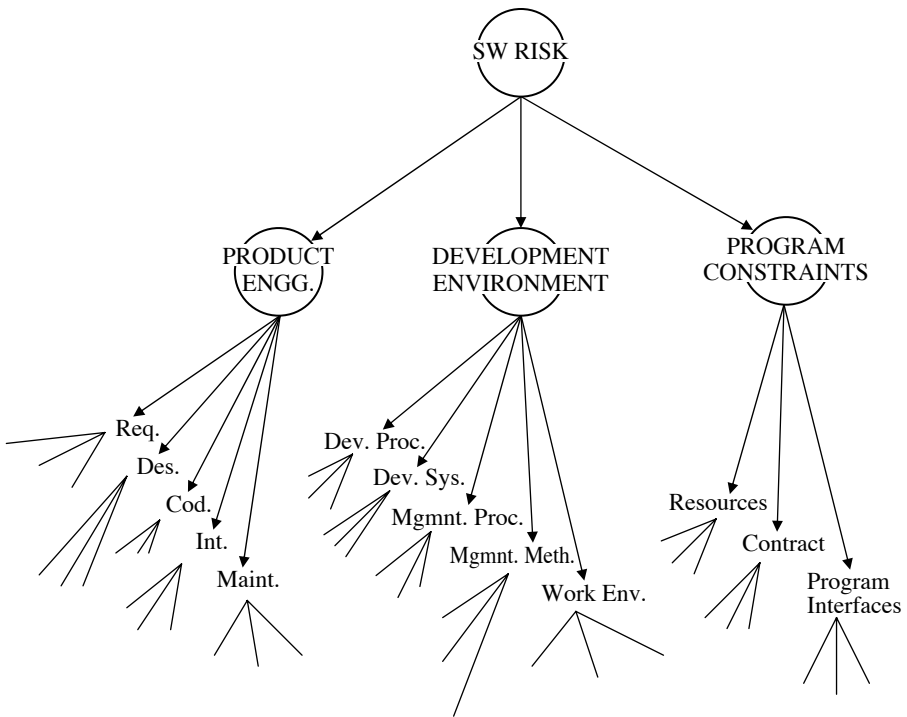 SW RISK
PRODUCT
ENGG.
DEVELOPMENT
ENVIRONMENT
PROGRAM
CONSTRAINTS
Req.
Des.
Cod.
Int.
Maint.
Dev. Proc.
Dev. Sys.
Mgmnt. Proc.
Mgmnt. Meth.
Work Env.
Resources
Contract
Program
Interfaces